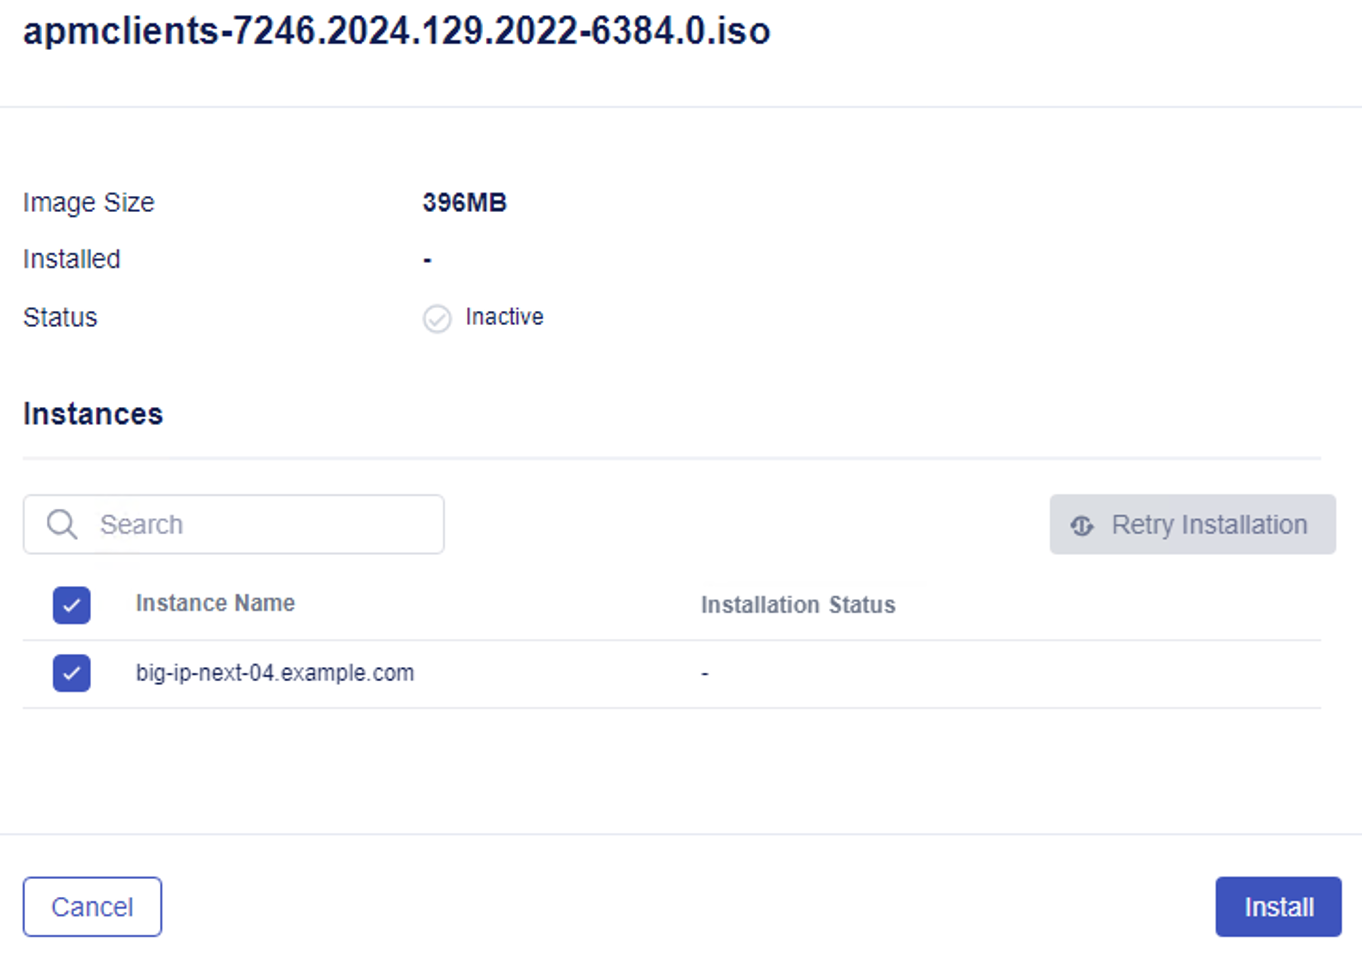 apmclients-7246.2024.129.2022-6384.0.iso
Image Size 396MB
Installed -
Status Inactive
Instances
Search Retry Installation
Instance Name Installation Status
big-ip-next-04.example.com -
Cancel Install